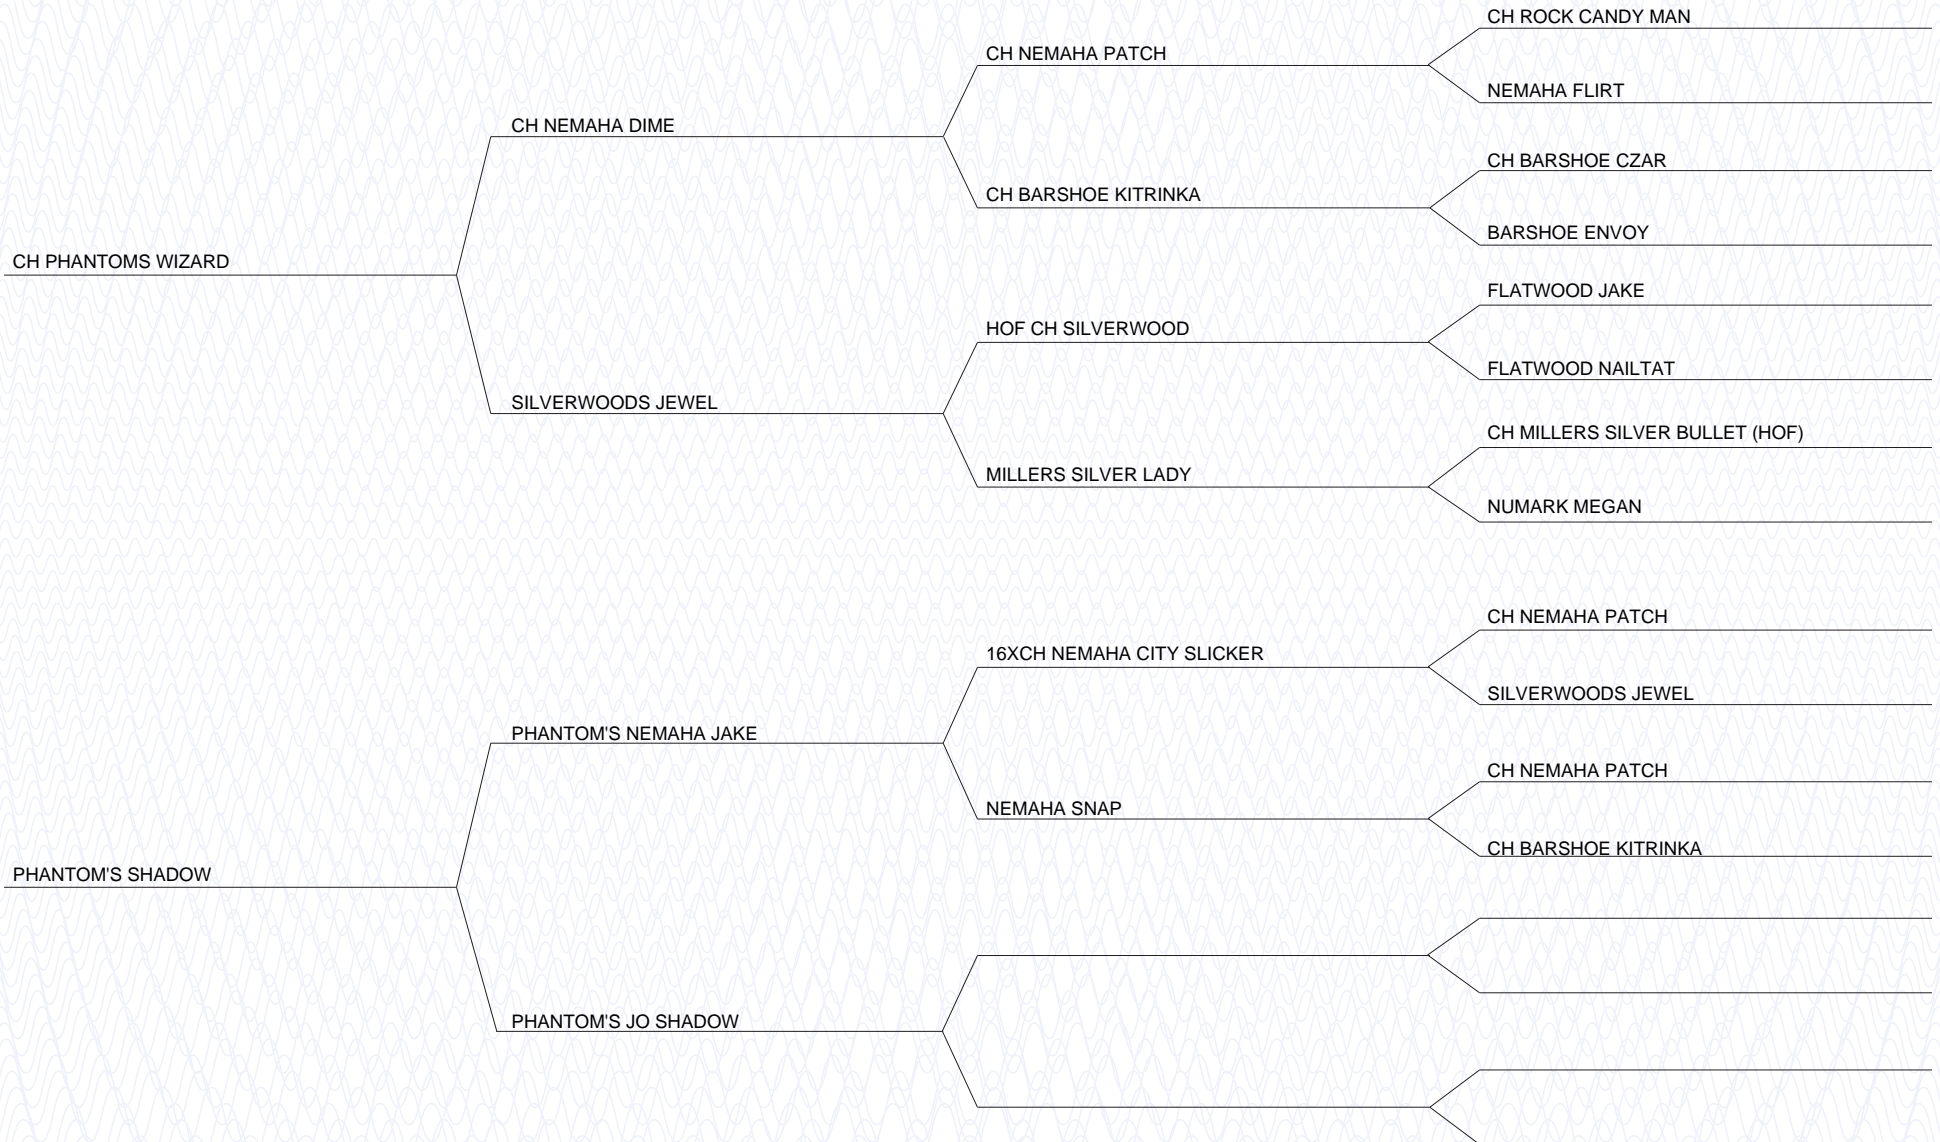 CH ROCK CANDY MAN
CH NEMAHA PATCH
NEMAHA FLIRT
CH NEMAHA DIME
CH BARSHOE CZAR
CH BARSHOE KITRINKA
BARSHOE ENVOY
CH PHANTOMS WIZARD
FLATWOOD JAKE
HOF CH SILVERWOOD
FLATWOOD NAILTAT
SILVERWOODS JEWEL
CH MILLERS SILVER BULLET (HOF)
MILLERS SILVER LADY
NUMARK MEGAN
CH NEMAHA PATCH
16XCH NEMAHA CITY SLICKER
SILVERWOODS JEWEL
PHANTOM'S NEMAHA JAKE
CH NEMAHA PATCH
NEMAHA SNAP
CH BARSHOE KITRINKA
PHANTOM'S SHADOW
PHANTOM'S JO SHADOW